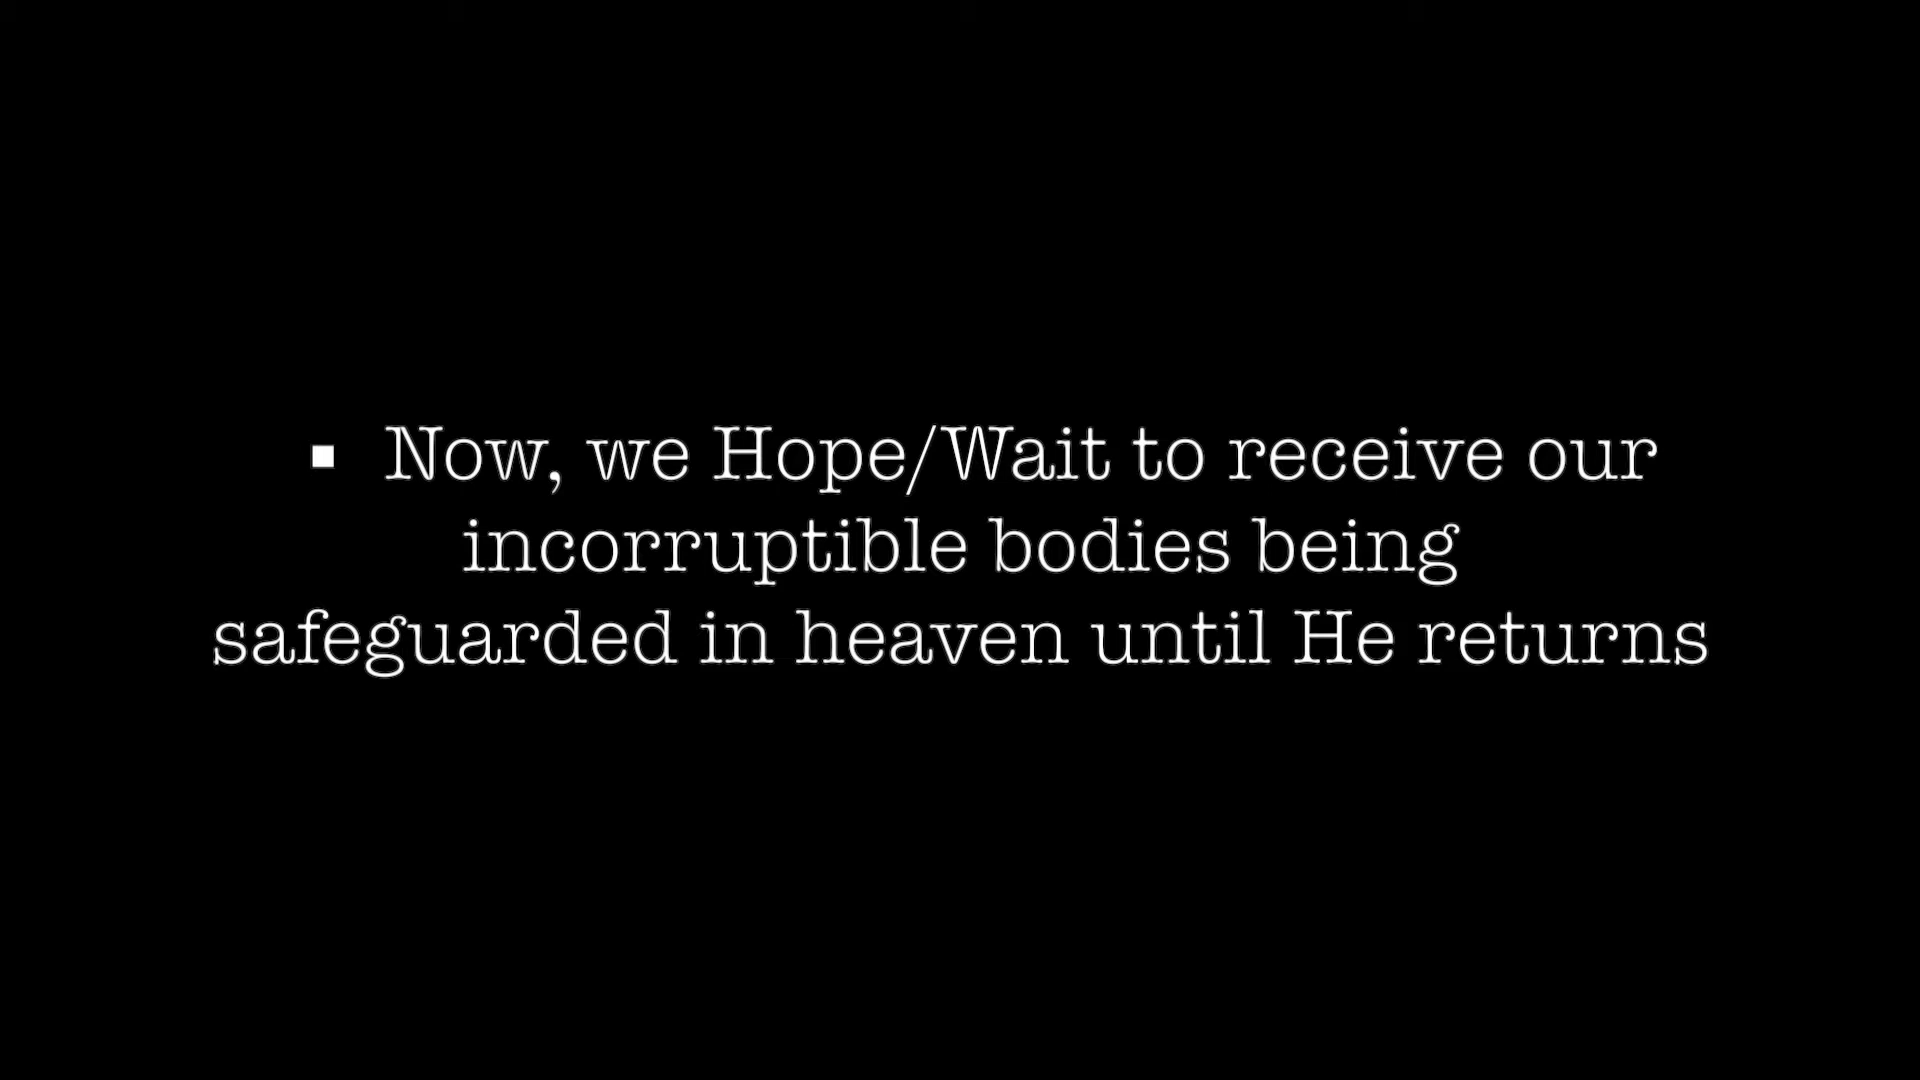 ▪ Now, we Hope/Wait to receive our
incorruptible bodies being
safeguarded in heaven until He returns